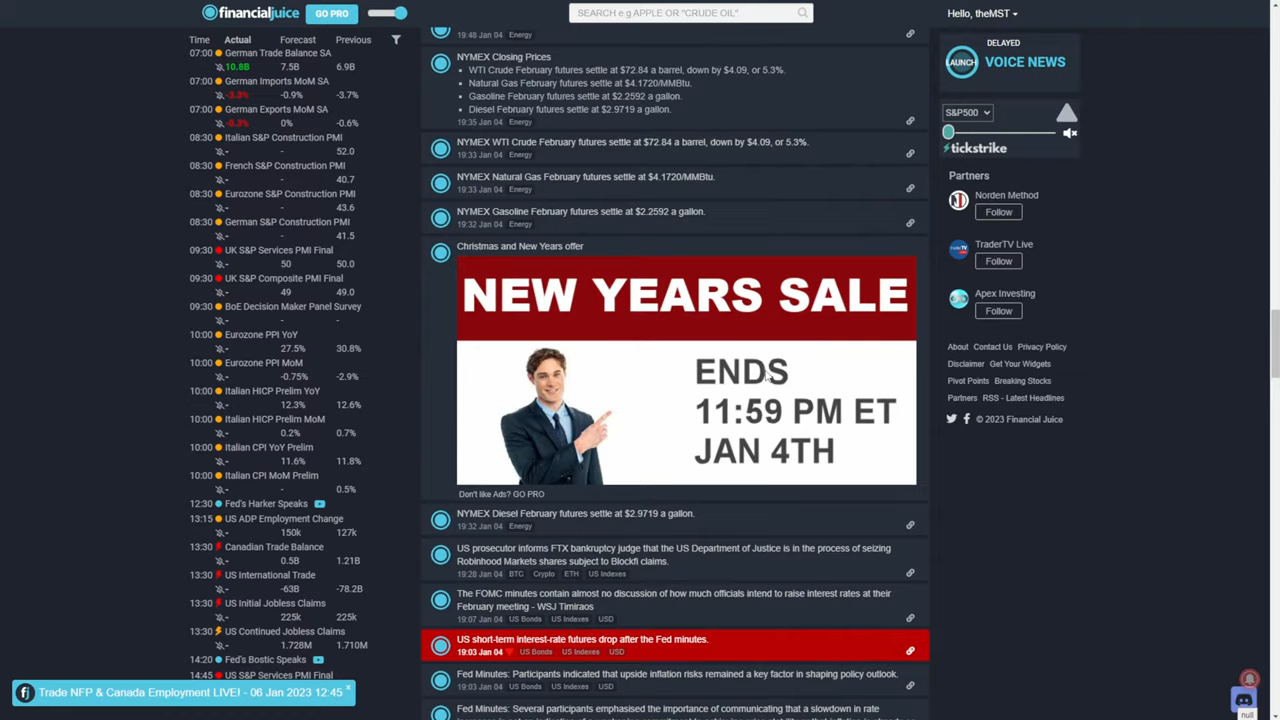 financialjuice GO PRO
SEARCH e.g APPLE OR "CRUDE OIL"
Hello, theMST
Time Actual Forecast Previous
07:00 German Trade Balance SA
10.8B 7.5B 6.9B
07:00 German Imports MoM SA
-3.3% -0.9% -3.7%
07:00 German Exports MoM SA
-0.3% 0% -0.6%
08:30 Italian S&P Construction PMI
- - 52.0
08:30 French S&P Construction PMI
- - 40.7
08:30 Eurozone S&P Construction PMI
- - 43.6
08:30 German S&P Construction PMI
- - 41.5
09:30 UK S&P Services PMI Final
- 50 50.0
09:30 UK S&P Composite PMI Final
- 49 49.0
09:30 BoE Decision Maker Panel Survey
- - -
10:00 Eurozone PPI YoY
- 27.5% 30.8%
10:00 Eurozone PPI MoM
- -0.75% -2.9%
10:00 Italian HICP Prelim YoY
- 12.3% 12.6%
10:00 Italian HICP Prelim MoM
- 0.2% 0.7%
10:00 Italian CPI YoY Prelim
- 11.6% 11.8%
10:00 Italian CPI MoM Prelim
- - 0.5%
12:30 Fed's Harker Speaks
13:15 US ADP Employment Change
- 150k 127k
13:30 Canadian Trade Balance
- 0.5B 1.21B
13:30 US International Trade
- -63B -78.2B
13:30 US Initial Jobless Claims
- 225k 225k
13:30 US Continued Jobless Claims
- 1.728M 1.710M
14:20 Fed's Bostic Speaks
14:45 US S&P Services PMI Final
fj Trade NFP & Canada Employment LIVE! - 06 Jan 2023 12:45 ×
19:48 Jan 04 Energy
NYMEX Closing Prices
WTI Crude February futures settle at $72.84 a barrel, down by $4.09, or 5.3%.
Natural Gas February futures settle at $4.1720/MMBtu.
Gasoline February futures settle at $2.2592 a gallon.
Diesel February futures settle at $2.9719 a gallon.
19:35 Jan 04 Energy
NYMEX WTI Crude February futures settle at $72.84 a barrel, down by $4.09, or 5.3%.
19:33 Jan 04 Energy
NYMEX Natural Gas February futures settle at $4.1720/MMBtu.
19:33 Jan 04 Energy
NYMEX Gasoline February futures settle at $2.2592 a gallon.
19:32 Jan 04 Energy
Christmas and New Years offer
NEW YEARS SALE
ENDS
11:59 PM ET
JAN 4TH
Don't like Ads? GO PRO
NYMEX Diesel February futures settle at $2.9719 a gallon.
19:32 Jan 04 Energy
US prosecutor informs FTX bankruptcy judge that the US Department of Justice is in the process of seizing
Robinhood Markets shares subject to Blockfi claims.
19:28 Jan 04 BTC Crypto ETH US Indexes
The FOMC minutes contain almost no discussion of how much officials intend to raise interest rates at their
February meeting - WSJ Timiraos
19:07 Jan 04 US Bonds US Indexes USD
US short-term interest-rate futures drop after the Fed minutes.
19:03 Jan 04 US Bonds US Indexes USD
Fed Minutes: Participants indicated that upside inflation risks remained a key factor in shaping policy outlook.
19:03 Jan 04 US Bonds US Indexes USD
Fed Minutes: Several participants emphasised the importance of communicating that a slowdown in rate
DELAYED
LAUNCH VOICE NEWS
S&P500
tickstrike
Partners
Norden Method
Follow
TraderTV Live
Follow
Apex Investing
Follow
About Contact Us Privacy Policy
Disclaimer Get Your Widgets
Pivot Points Breaking Stocks
Partners RSS - Latest Headlines
© 2023 Financial Juice
null